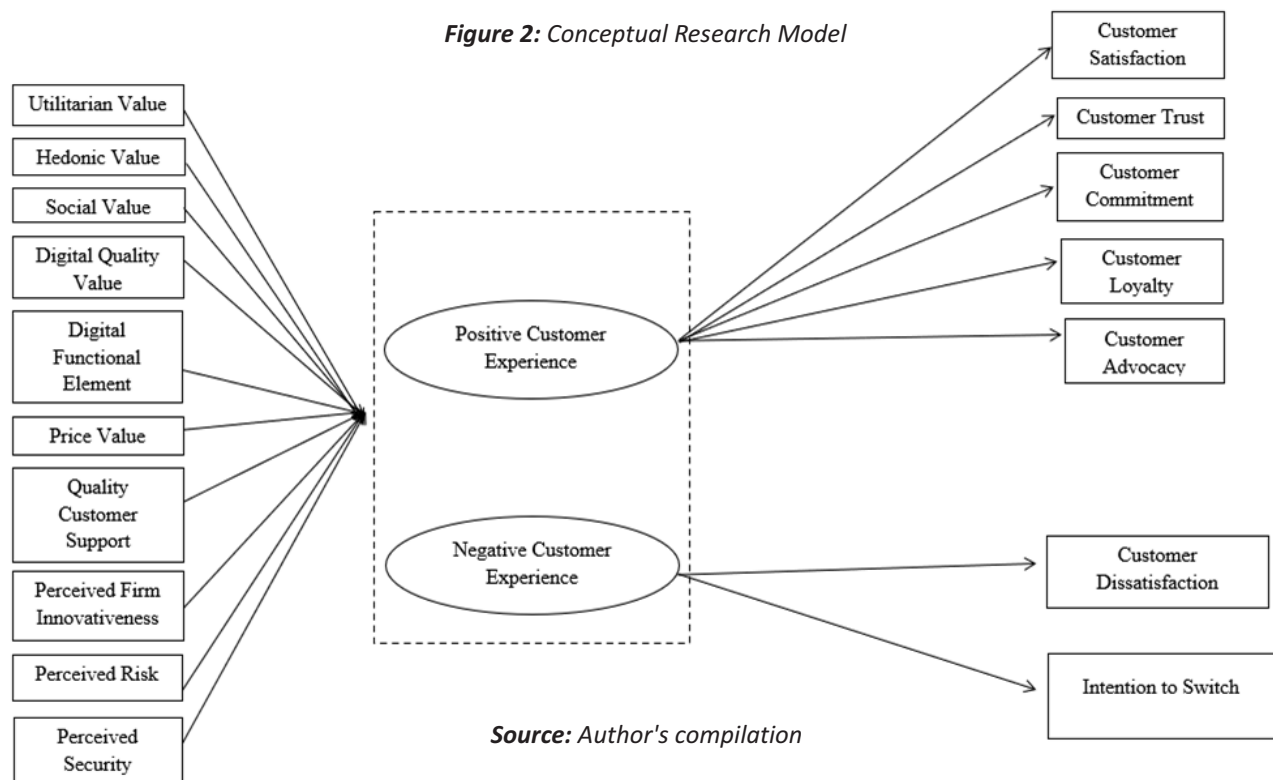 Figure 2: Conceptual Research Model
Utilitarian Value
Hedonic Value
Social Value
Digital Quality
Value
Digital
Functional
Element
Price Value
Quality
Customer
Support
Perceived Firm
Innovativeness
Perceived Risk
Perceived
Security
Positive Customer
Experience
Negative Customer
Experience
Customer
Satisfaction
Customer Trust
Customer
Commitment
Customer
Loyalty
Customer
Advocacy
Customer
Dissatisfaction
Intention to Switch
Source: Author's compilation